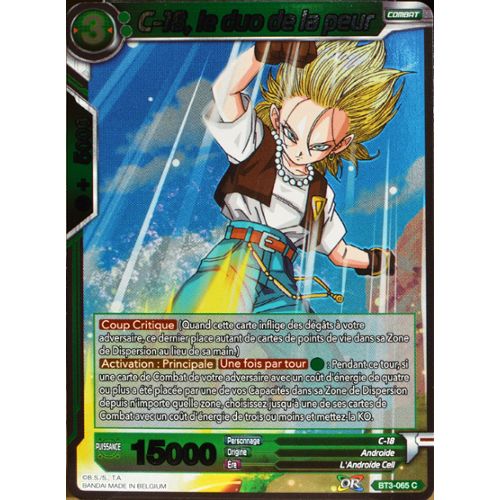 3
C-18, le duo de la peur
COMBAT
+ 5000
Coup Critique (Quand cette carte inflige des dégâts à votre
adversaire, ce dernier place autant de cartes de points de vie dans sa Zone
de Dispersion au lieu de sa main.)
Activation : Principale Une fois par tour : Pendant ce tour, si
une carte de Combat de votre adversaire avec un coût d'énergie de quatre
ou plus a été placée par une de vos Capacités dans sa Zone de Dispersion
depuis n'importe quelle zone, choisissez jusqu'à une de ses cartes de
Combat avec un coût d'énergie de trois ou moins et mettez-la KO.
PUISSANCE
15000
Personnage C-18
Origine Androïde
Ère L'Androïde Cell
©B.S./S., T.A.
BANDAI MADE IN BELGIUM
DR BT3-065 C